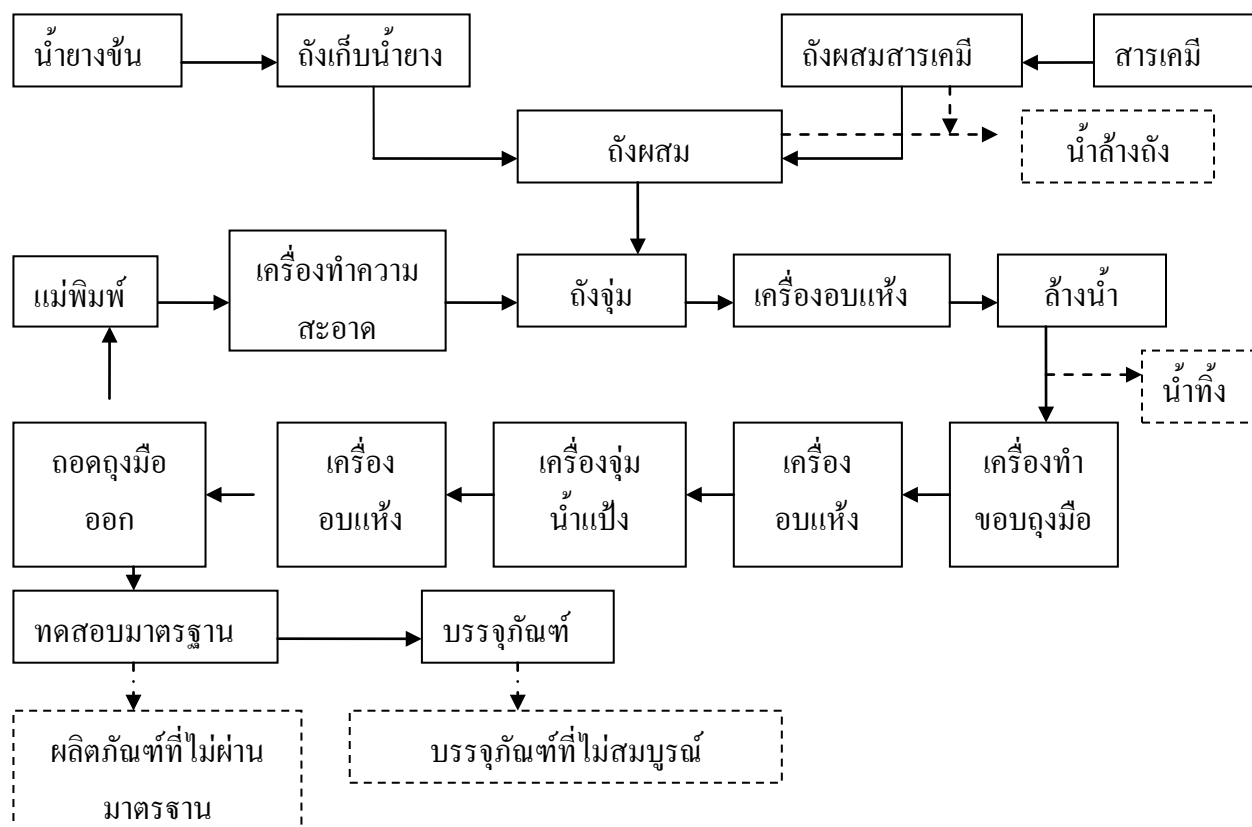 น้ำยางข้น
ถังเก็บน้ำยาง
ถังผสมสารเคมี
สารเคมี
ถังผสม
น้ำล้างถัง
แม่พิมพ์
เครื่องทำความ
สะอาด
ถังจุ่ม
เครื่องอบแห้ง
ล้างน้ำ
น้ำทิ้ง
ถอดถุงมือ
ออก
เครื่อง
อบแห้ง
เครื่องจุ่ม
น้ำแป้ง
เครื่อง
อบแห้ง
เครื่องทำ
ขอบถุงมือ
ทดสอบมาตรฐาน
บรรจุภัณฑ์
ผลิตภัณฑ์ที่ไม่ผ่าน
มาตรฐาน
บรรจุภัณฑ์ที่ไม่สมบูรณ์